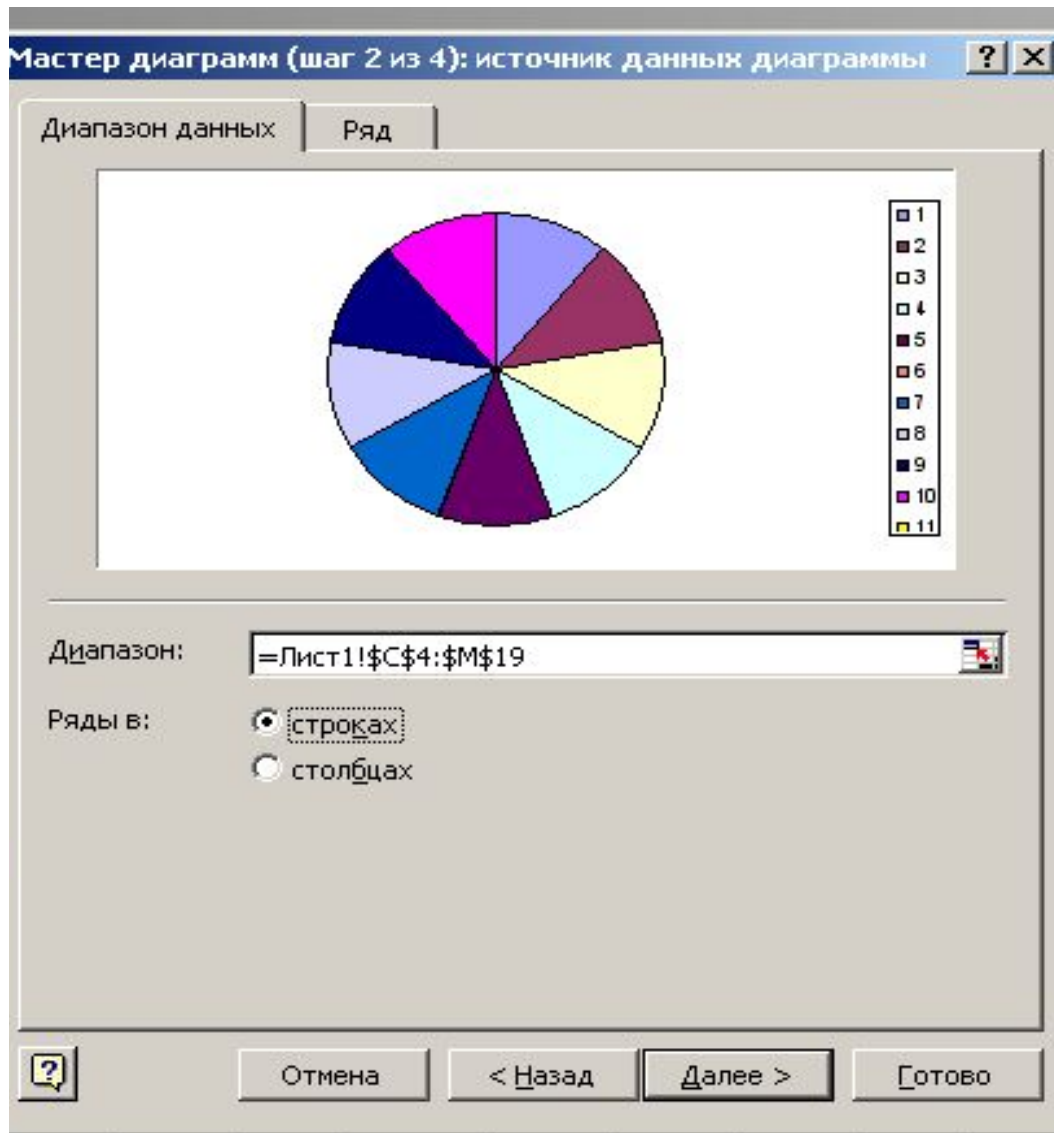 Мастер диаграмм (шаг 2 из 4): источник данных диаграммы
Диапазон данных Ряд
1
2
3
4
5
6
7
8
9
10
11
Диапазон: =Лист1!$C$4:$M$19
Ряды в: строках
столбцах
Отмена < Назад Далее > Готово